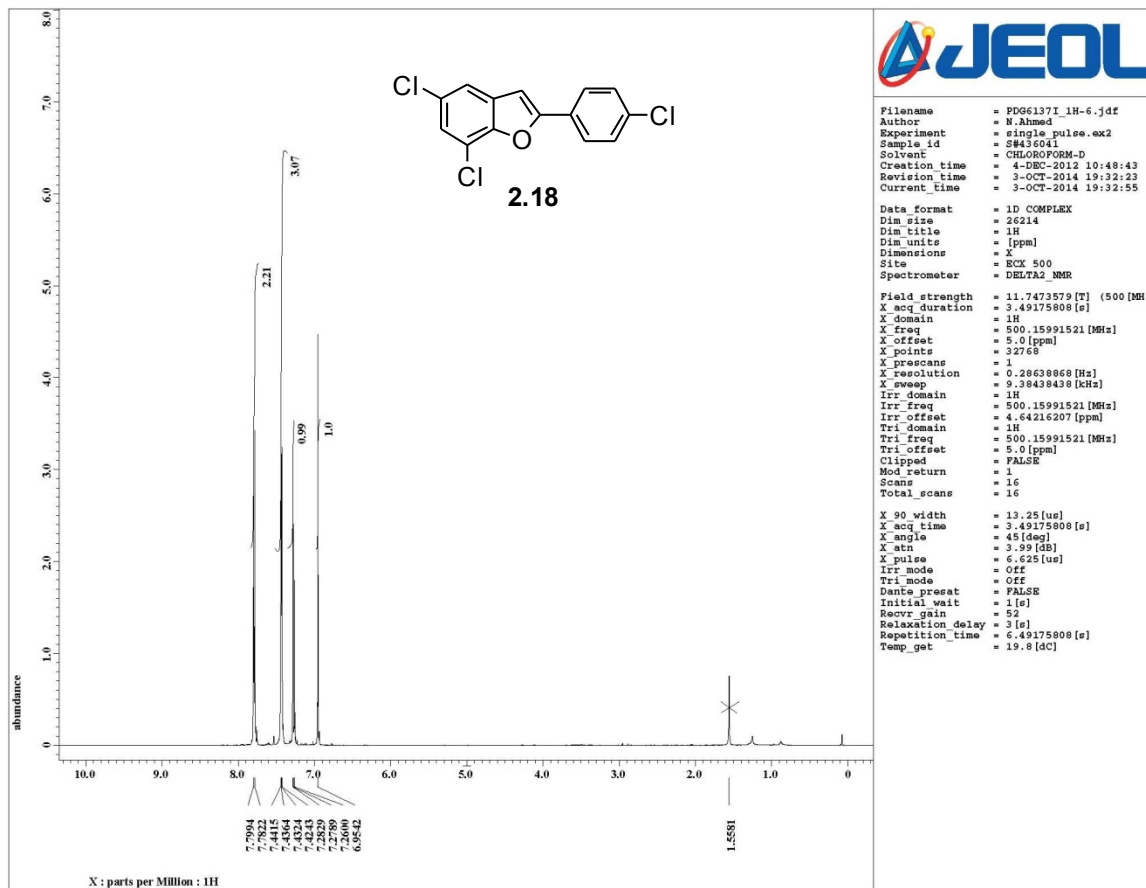 JEOL
Filename = PDG6137I_1H-6.jdf
Author = N.Ahmed
Experiment = single_pulse.ex2
Sample_id = S#436041
Solvent = CHLOROFORM-D
Creation_time = 4-DEC-2012 10:48:43
Revision_time = 3-OCT-2014 19:32:23
Current_time = 3-OCT-2014 19:32:55
Data_format = 1D COMPLEX
Dim_size = 26214
Dim_title = 1H
Dim_units = [ppm]
Dimensions = X
Site = ECX 500
Spectrometer = DELTA2_NMR
Field_strength = 11.7473579[T] (500[MH
X_acq_duration = 3.49175808[s]
X_domain = 1H
X_freq = 500.15991521[MHz]
X_offset = 5.0[ppm]
X_points = 32768
X_prescans = 1
X_resolution = 0.28638868[Hz]
X_sweep = 9.38438438[kHz]
Irr_domain = 1H
Irr_freq = 500.15991521[MHz]
Irr_offset = 4.64216207[ppm]
Tri_domain = 1H
Tri_freq = 500.15991521[MHz]
Tri_offset = 5.0[ppm]
Clipped = FALSE
Mod_return = 1
Scans = 16
Total_scans = 16
X_90_width = 13.25[us]
X_acq_time = 3.49175808[s]
X_angle = 45[deg]
X_atn = 3.99[dB]
X_pulse = 6.625[us]
Irr_mode = Off
Tri_mode = Off
Dante_presat = FALSE
Initial_wait = 1[s]
Recvr_gain = 52
Relaxation_delay = 3[s]
Repetition_time = 6.49175808[s]
Temp_get = 19.8[dC]
Cl
Cl
O
Cl
2.18
8.0
7.0
6.0
5.0
4.0
3.0
2.0
1.0
0
abundance
2.21
3.07
0.99
1.0
10.0 9.0 8.0 7.0 6.0 5.0 4.0 3.0 2.0 1.0 0
7.7994
7.7822
7.4415
7.4364
7.4324
7.4243
7.2829
7.2789
7.2600
6.9542
1.5581
X : parts per Million : 1H